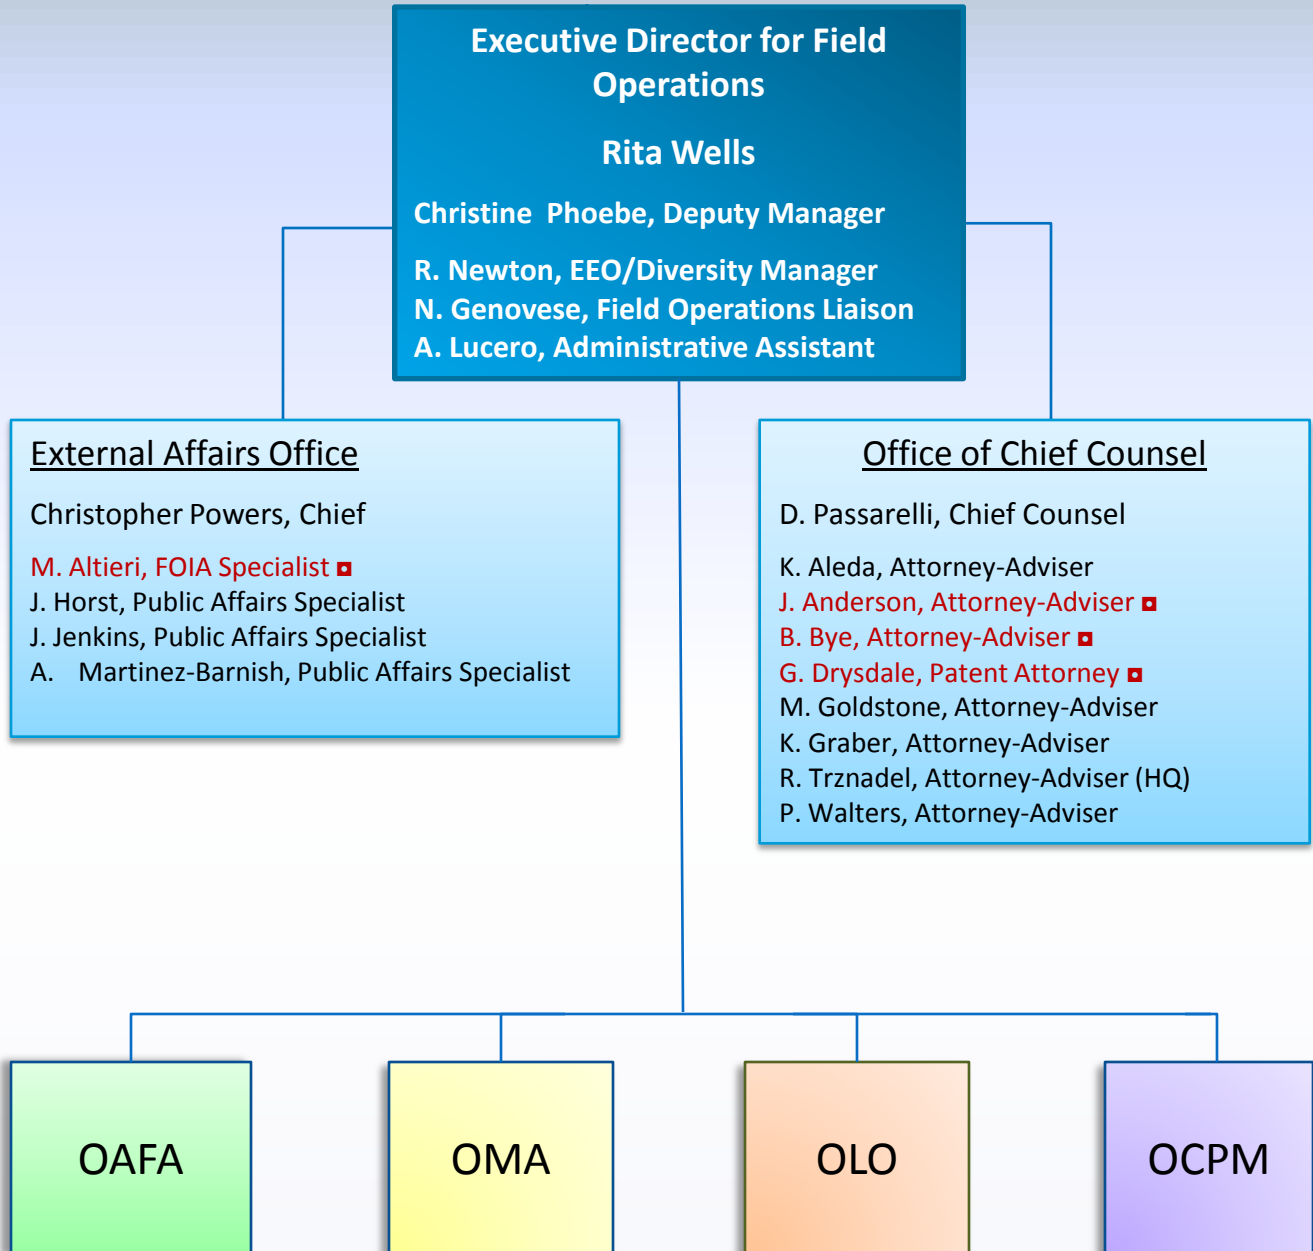 Executive Director for Field
Operations
Rita Wells
Christine  Phoebe, Deputy Manager
R. Newton, EEO/Diversity Manager
N. Genovese, Field Operations Liaison
A. Lucero, Administrative Assistant
External Affairs Office
Christopher Powers, Chief
M. Altieri, FOIA Specialist ◘
J. Horst, Public Affairs Specialist
J. Jenkins, Public Affairs Specialist
A.   Martinez-Barnish, Public Affairs Specialist
Office of Chief Counsel
D. Passarelli, Chief Counsel
K. Aleda, Attorney-Adviser
J. Anderson, Attorney-Adviser ◘
B. Bye, Attorney-Adviser ◘
G. Drysdale, Patent Attorney ◘
M. Goldstone, Attorney-Adviser
K. Graber, Attorney-Adviser
R. Trznadel, Attorney-Adviser (HQ)
P. Walters, Attorney-Adviser
OAFA
OMA
OLO
OCPM